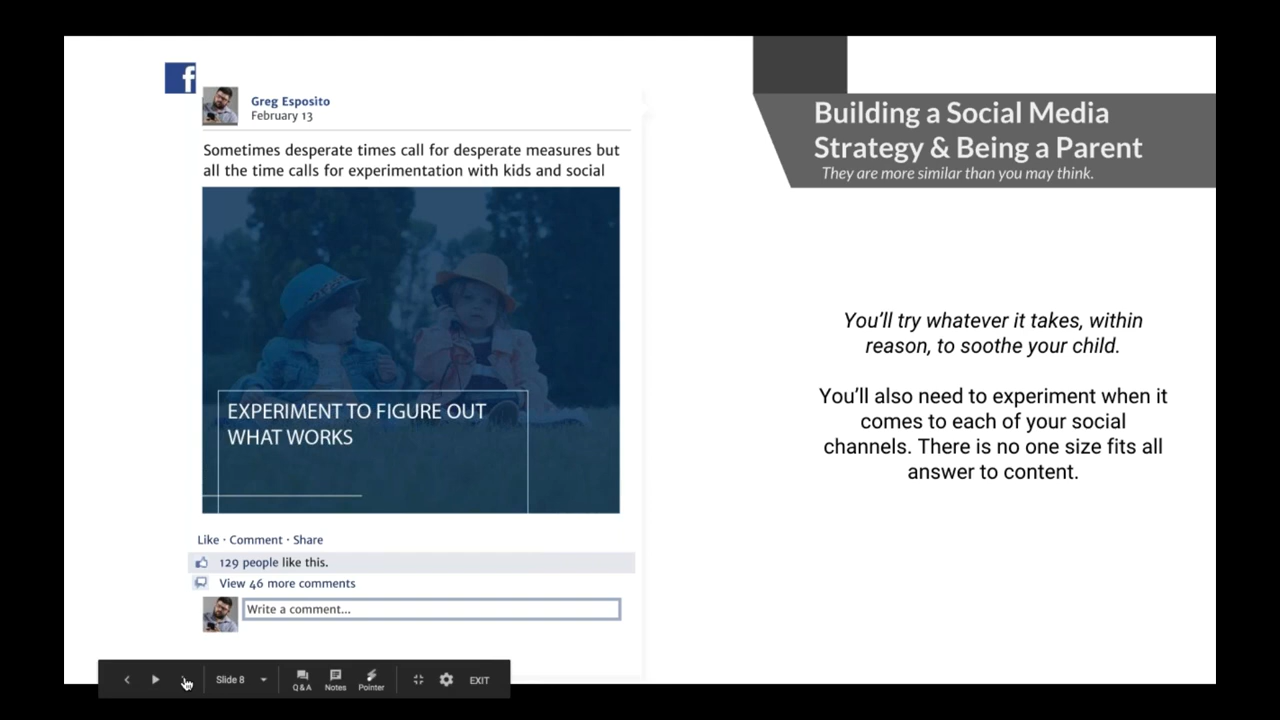 f
Greg Esposito
February 13
Sometimes desperate times call for desperate measures but
all the time calls for experimentation with kids and social
EXPERIMENT TO FIGURE OUT
WHAT WORKS
Like · Comment · Share
129 people like this.
View 46 more comments
Write a comment...
Building a Social Media
Strategy & Being a Parent
They are more similar than you may think.
You'll try whatever it takes, within
reason, to soothe your child.
You'll also need to experiment when it
comes to each of your social
channels. There is no one size fits all
answer to content.
Slide 8
Q&A
Notes
Pointer
EXIT